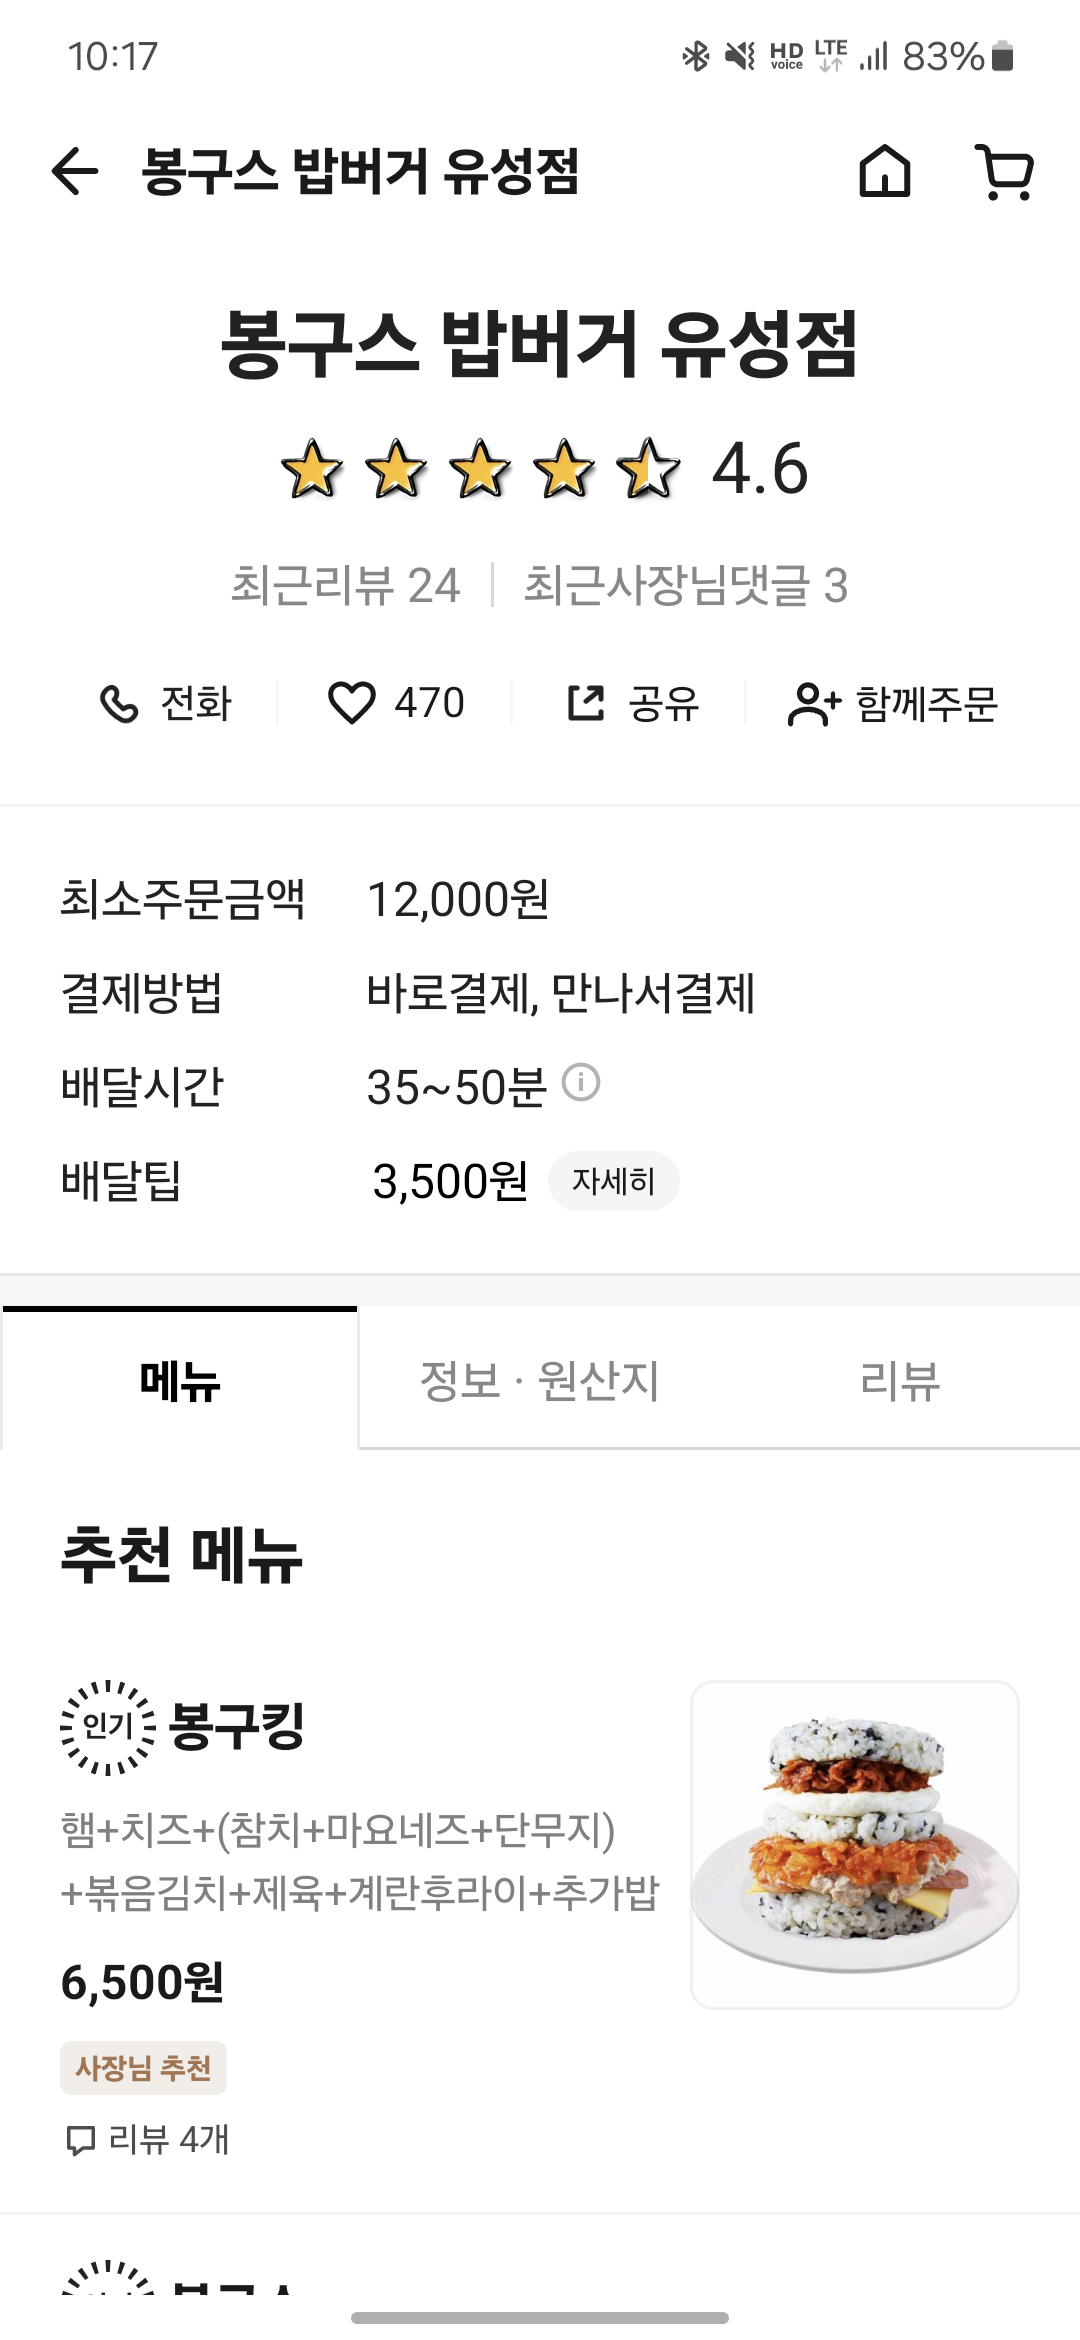 10:17
HD voice LTE 83%
봉구스 밥버거 유성점
봉구스 밥버거 유성점
4.6
최근리뷰 24 최근사장님댓글 3
전화 470 공유 함께주문
최소주문금액 12,000원
결제방법 바로결제, 만나서결제
배달시간 35~50분
배달팁 3,500원 자세히
메뉴 정보 · 원산지 리뷰
추천 메뉴
인기 봉구킹
햄+치즈+(참치+마요네즈+단무지)
+볶음김치+제육+계란후라이+추가밥
6,500원
사장님 추천
리뷰 4개